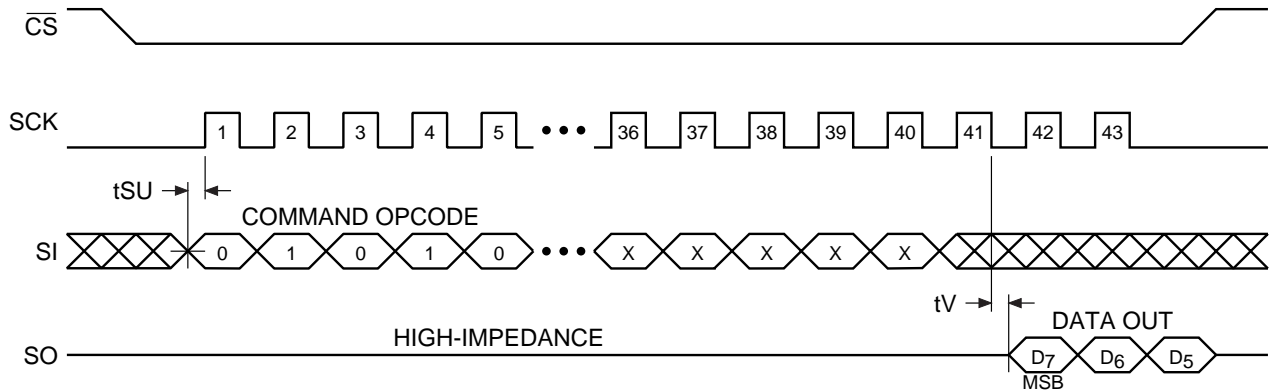 CS
SCK 1 2 3 4 5 ••• 36 37 38 39 40 41 42 43
tSU
COMMAND OPCODE
SI 0 1 0 1 0 ••• X X X X X
tV
HIGH-IMPEDANCE DATA OUT
SO D7 D6 D5
MSB